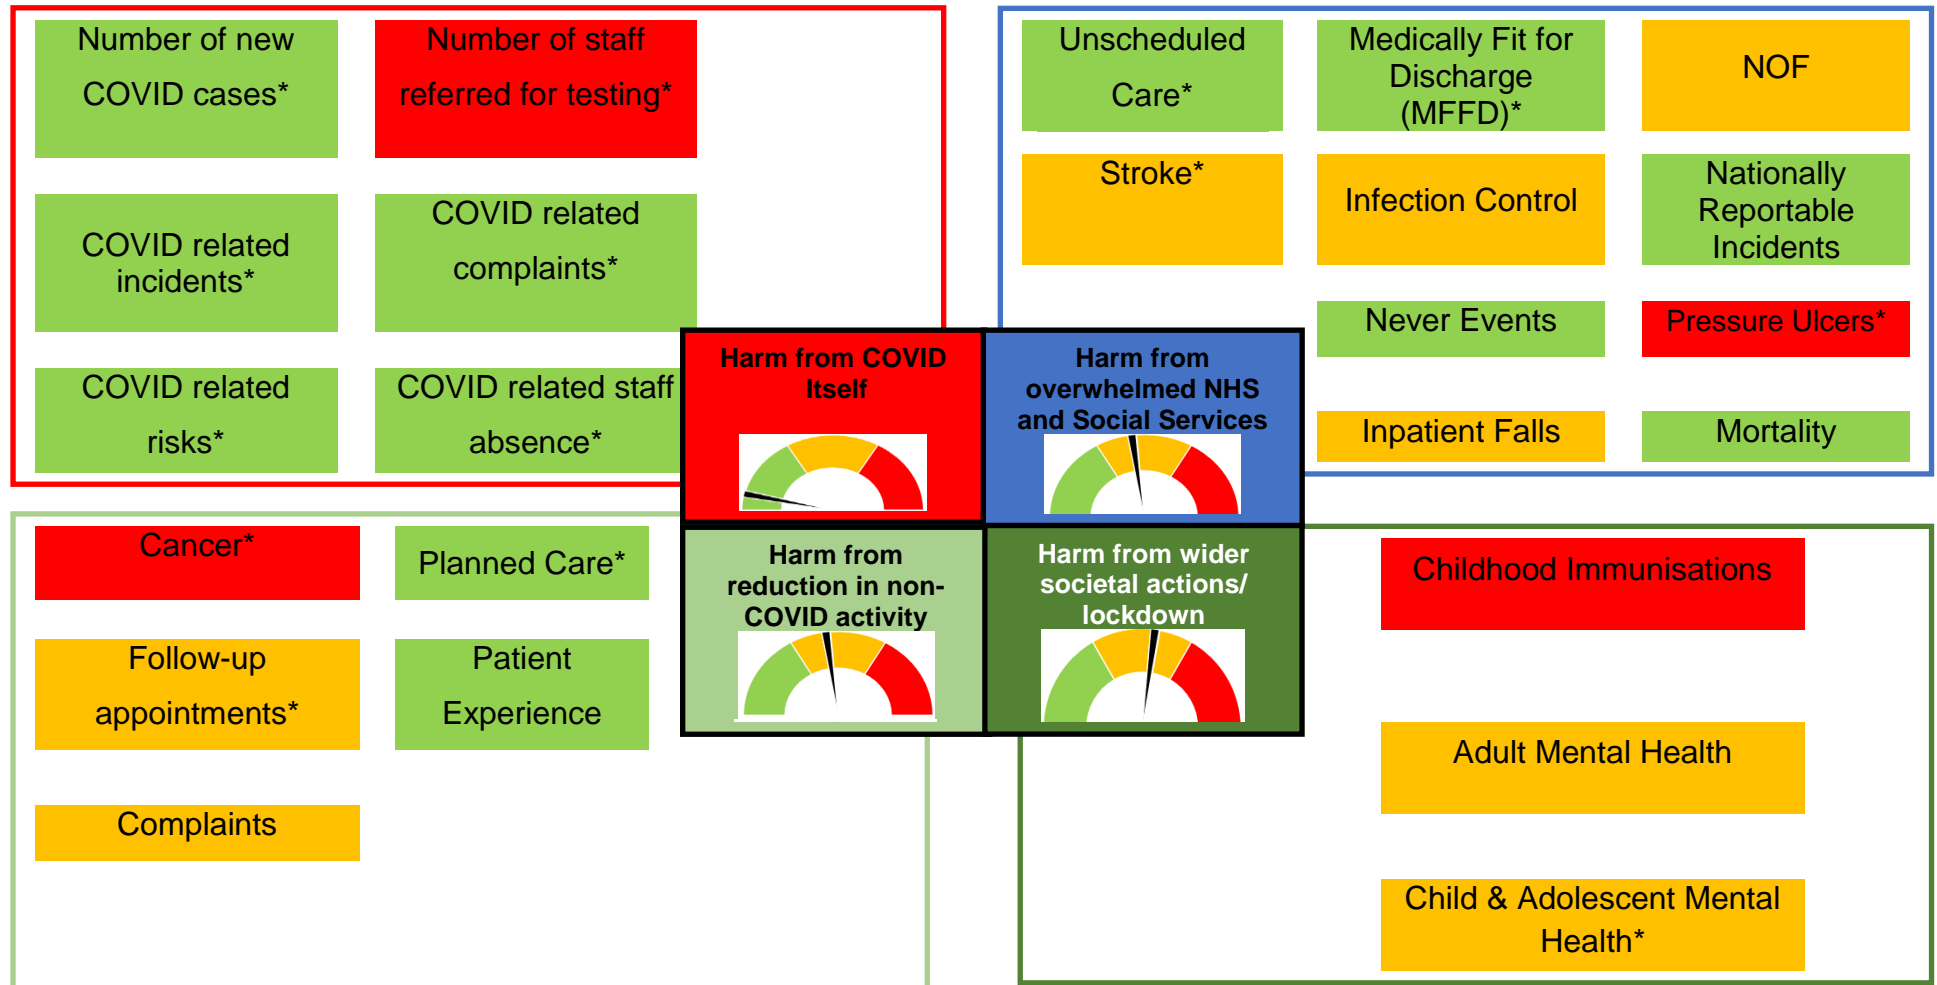 Number of new
COVID cases*
Number of staff
referred for testing*
COVID related
incidents*
COVID related
complaints*
COVID related
risks*
COVID related staff
absence*
Unscheduled
Care*
Medically Fit for
Discharge
(MFFD)*
NOF
Stroke*
Infection Control
Nationally
Reportable
Incidents
Never Events
Pressure Ulcers*
Inpatient Falls
Mortality
Harm from COVID
Itself
Harm from
overwhelmed NHS
and Social Services
Harm from
reduction in non-
COVID activity
Harm from wider
societal actions/
lockdown
Cancer*
Planned Care*
Follow-up
appointments*
Patient
Experience
Complaints
Childhood Immunisations
Adult Mental Health
Child & Adolescent Mental
Health*